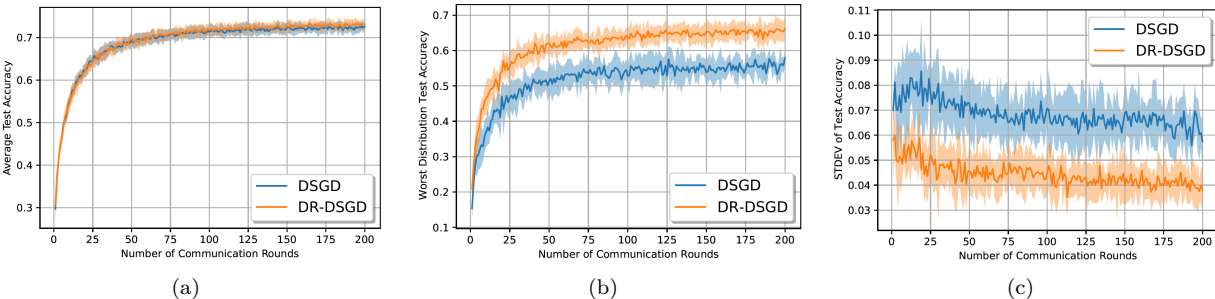 0.7
0.6
0.5
0.4
0.3
Average Test Accuracy
0 25 50 75 100 125 150 175 200
Number of Communication Rounds
DSGD
DR-DSGD
(a)
0.7
0.6
0.5
0.4
0.3
0.2
0.1
Worst Distribution Test Accuracy
0 25 50 75 100 125 150 175 200
Number of Communication Rounds
DSGD
DR-DSGD
(b)
0.11
0.10
0.09
0.08
0.07
0.06
0.05
0.04
0.03
STDEV of Test Accuracy
0 25 50 75 100 125 150 175 200
Number of Communication Rounds
DSGD
DR-DSGD
(c)